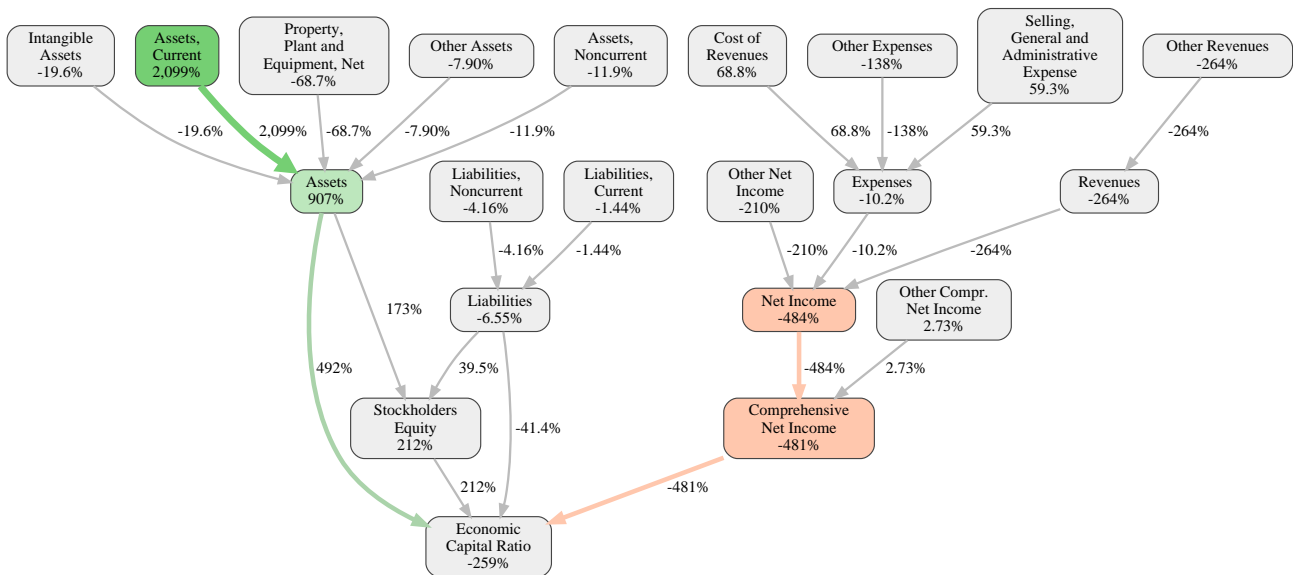 Intangible
Assets
-19.6%
Assets,
Current
2,099%
Property,
Plant and
Equipment, Net
-68.7%
Other Assets
-7.90%
Assets,
Noncurrent
-11.9%
Cost of
Revenues
68.8%
Other Expenses
-138%
Selling,
General and
Administrative
Expense
59.3%
Other Revenues
-264%
-19.6%
2,099%
-68.7%
-7.90%
-11.9%
68.8%
-138%
59.3%
-264%
Assets
907%
Liabilities,
Noncurrent
-4.16%
Liabilities,
Current
-1.44%
Other Net
Income
-210%
Expenses
-10.2%
Revenues
-264%
-4.16%
-1.44%
-210%
-10.2%
-264%
173%
Liabilities
-6.55%
Net Income
-484%
Other Compr.
Net Income
2.73%
492%
39.5%
-484%
2.73%
Stockholders
Equity
212%
-41.4%
Comprehensive
Net Income
-481%
212%
-481%
Economic
Capital Ratio
-259%